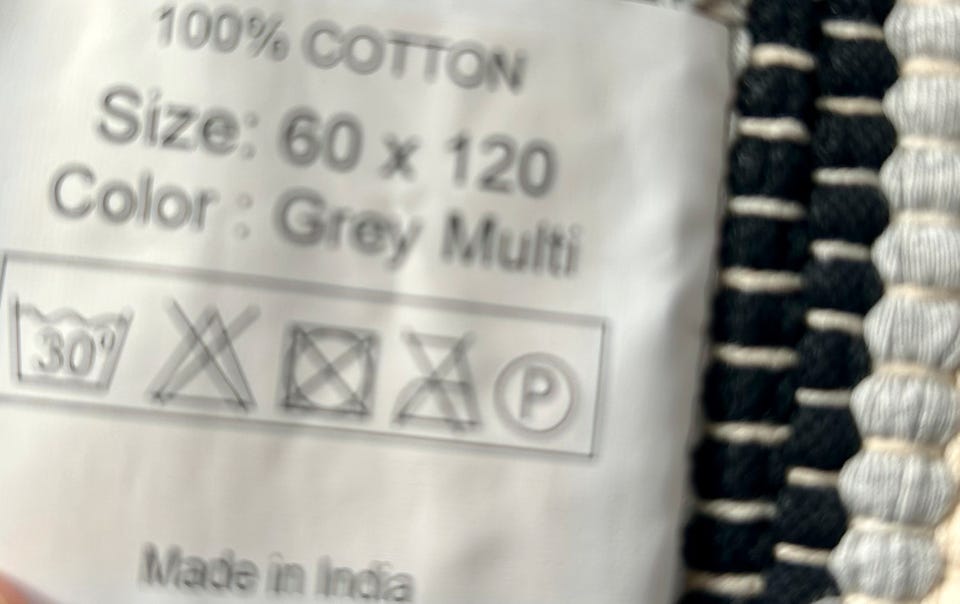 100% COTTON
Size: 60 x 120
Color : Grey Multi
30° P
Made in India